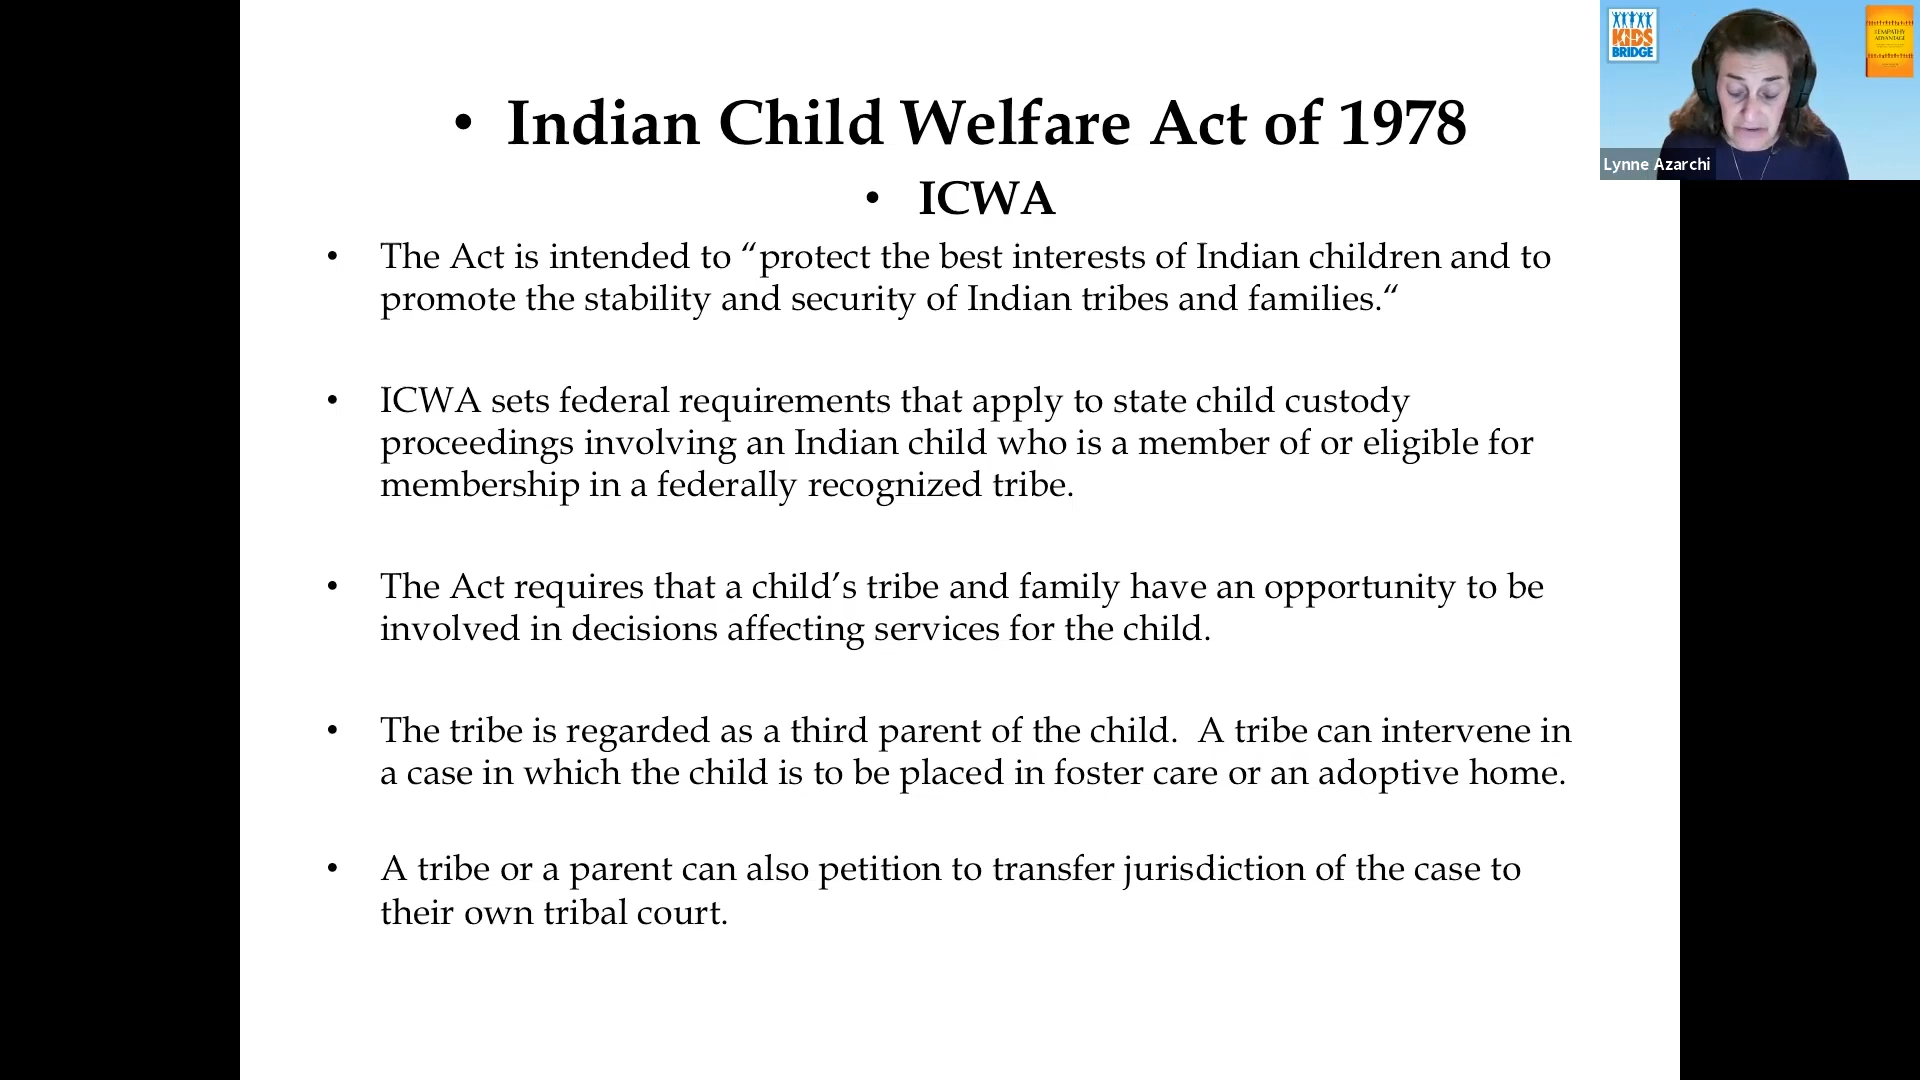 • Indian Child Welfare Act of 1978
• ICWA
• The Act is intended to “protect the best interests of Indian children and to
promote the stability and security of Indian tribes and families.“
• ICWA sets federal requirements that apply to state child custody
proceedings involving an Indian child who is a member of or eligible for
membership in a federally recognized tribe.
• The Act requires that a child’s tribe and family have an opportunity to be
involved in decisions affecting services for the child.
• The tribe is regarded as a third parent of the child.  A tribe can intervene in
a case in which the child is to be placed in foster care or an adoptive home.
• A tribe or a parent can also petition to transfer jurisdiction of the case to
their own tribal court.
KIDS
BRIDGE
EMPATHY
ADVANTAGE
Lynne Azarchi